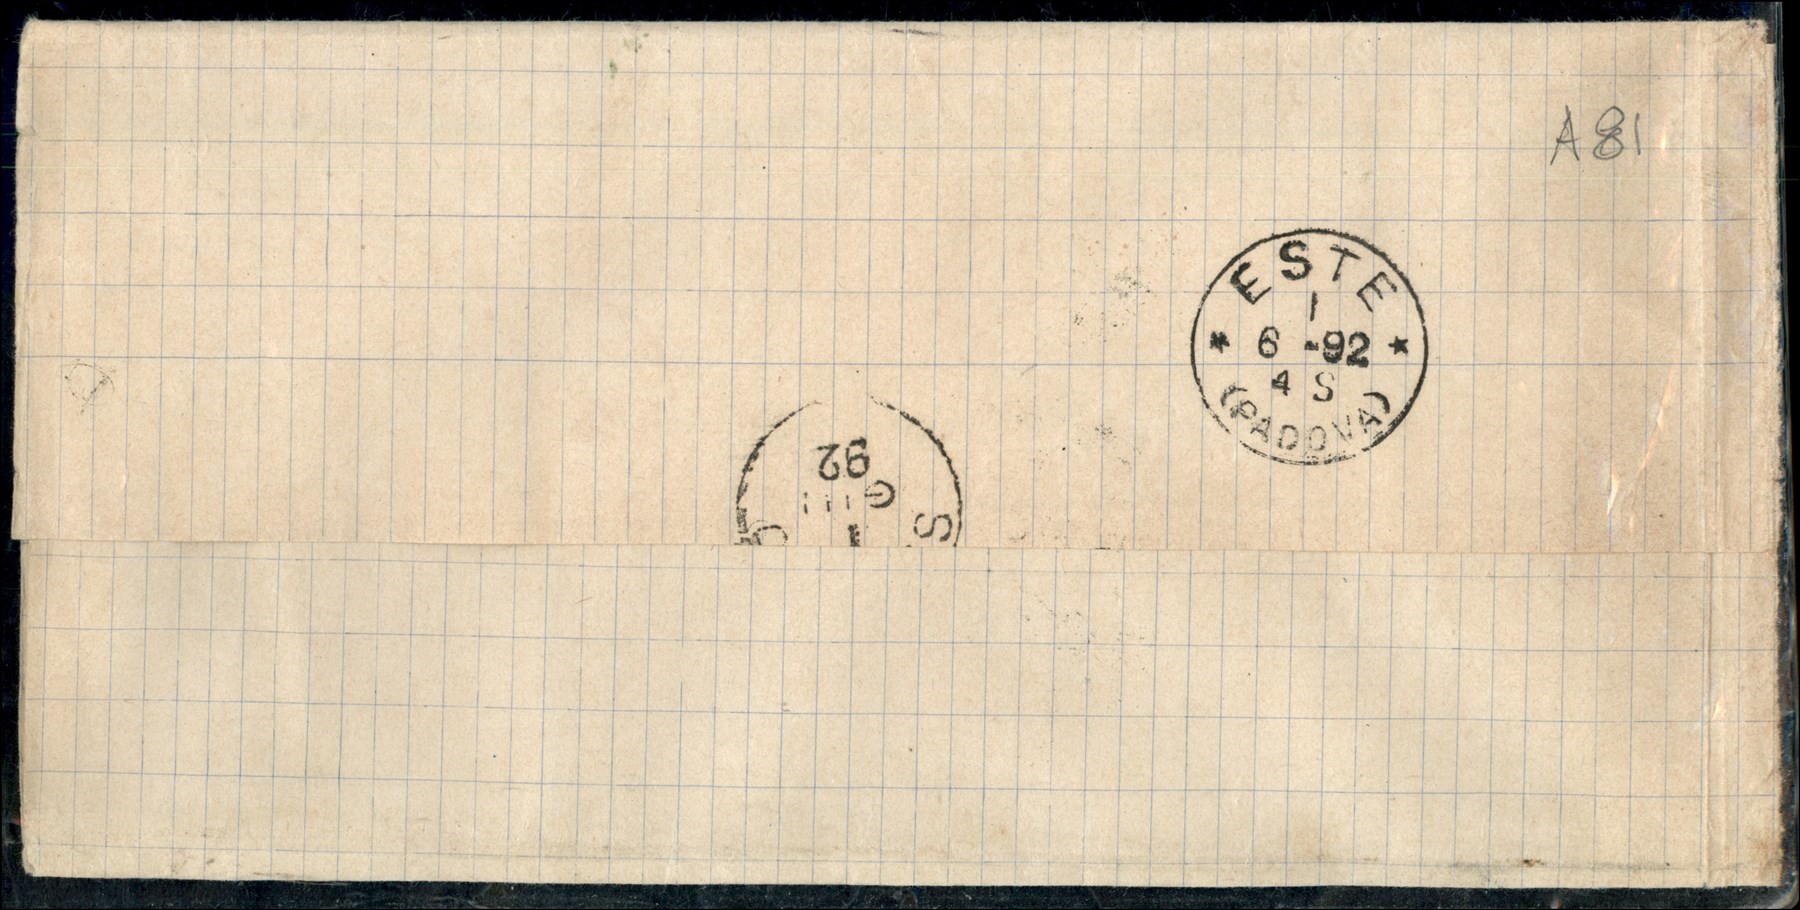 A81
ESTE
1
6 -92
4 S
(PADOVA)
92
S